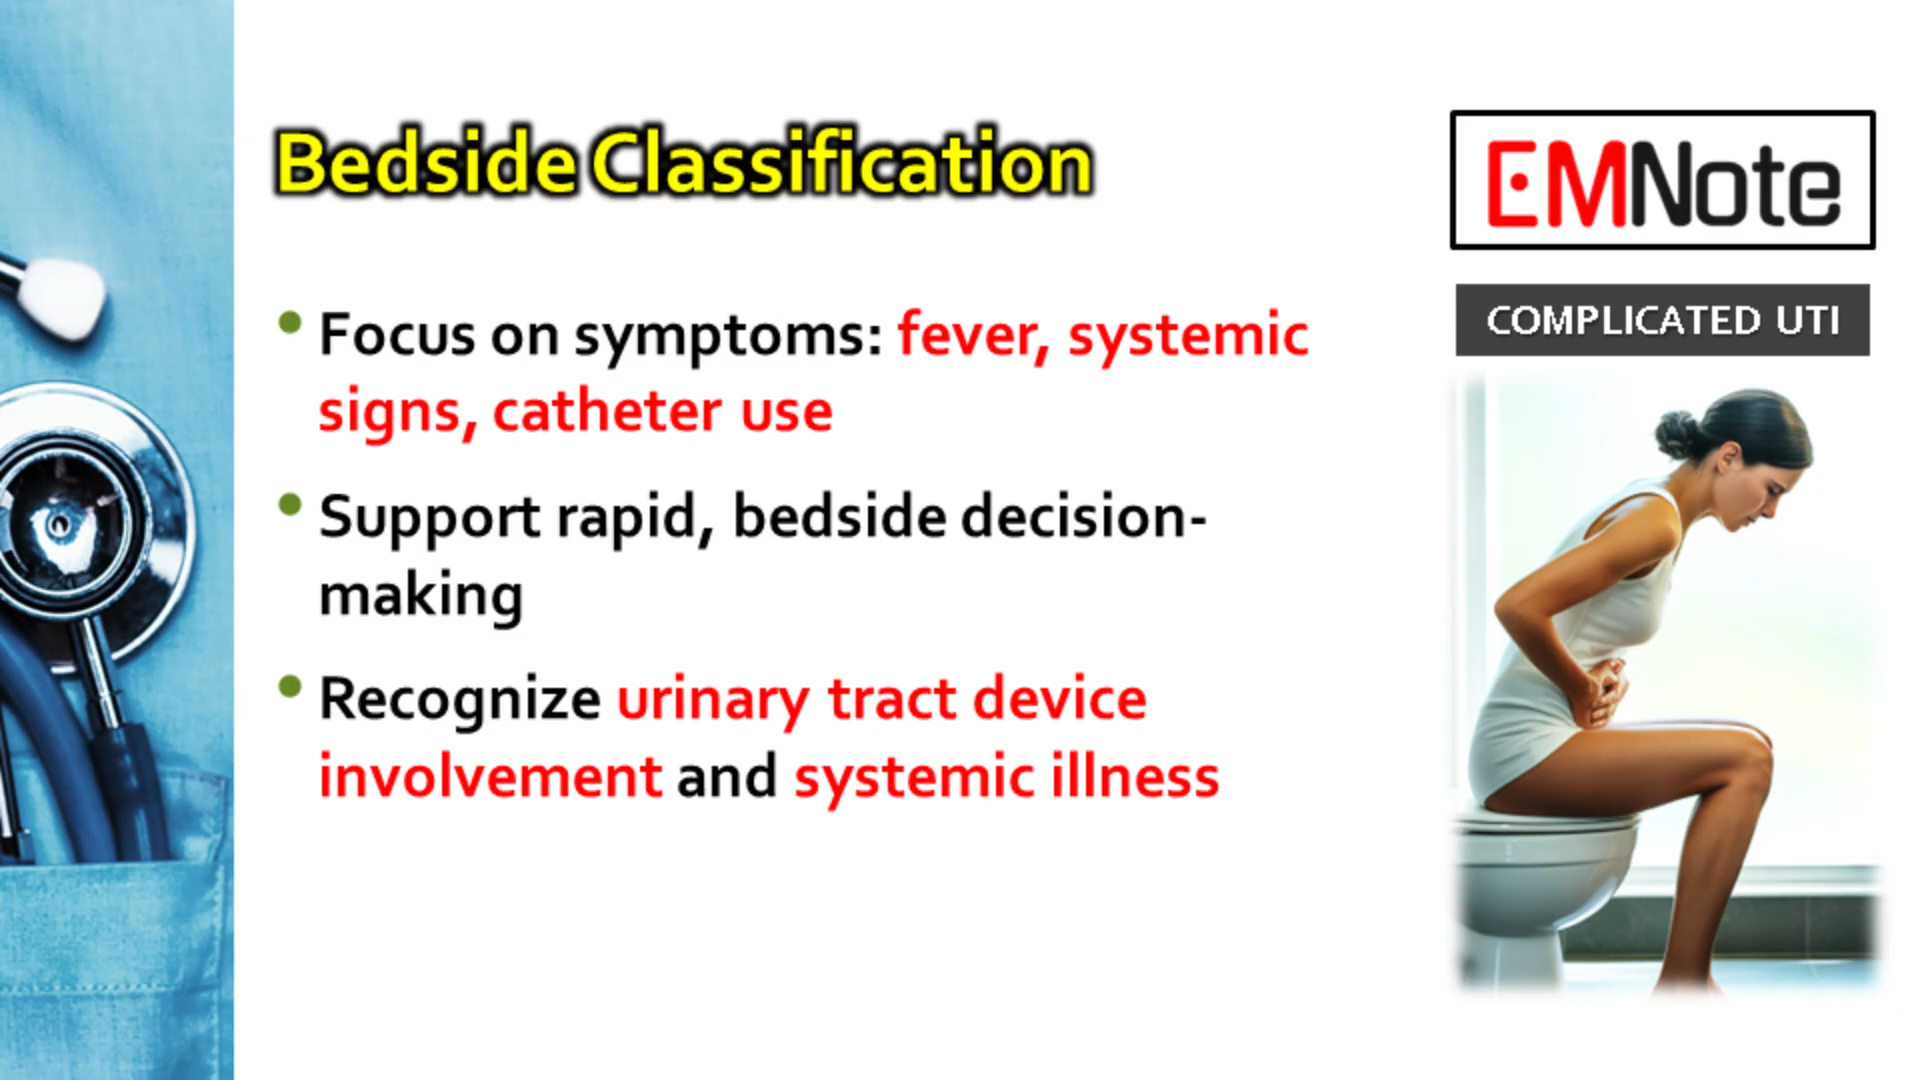 Bedside Classification
• Focus on symptoms: fever, systemic
signs, catheter use
• Support rapid, bedside decision-
making
• Recognize urinary tract device
involvement and systemic illness
EMNote
COMPLICATED UTI